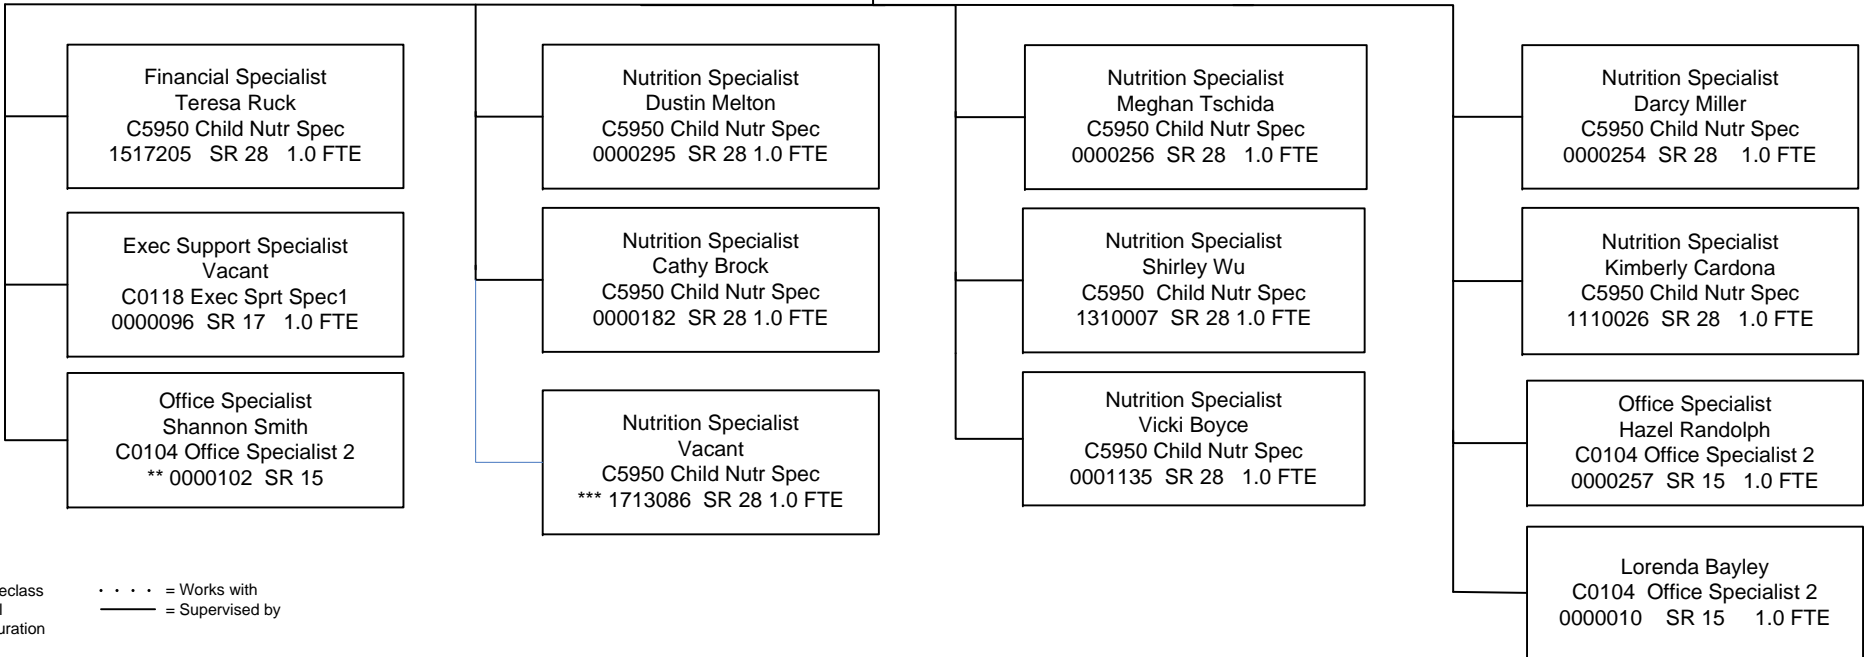 Financial Specialist
Teresa Ruck
C5950 Child Nutr Spec
1517205 SR 28 1.0 FTE
Exec Support Specialist
Vacant
C0118 Exec Sprt Spec1
0000096 SR 17 1.0 FTE
Office Specialist
Shannon Smith
C0104 Office Specialist 2
** 0000102 SR 15
Nutrition Specialist
Dustin Melton
C5950 Child Nutr Spec
0000295 SR 28 1.0 FTE
Nutrition Specialist
Cathy Brock
C5950 Child Nutr Spec
0000182 SR 28 1.0 FTE
Nutrition Specialist
Vacant
C5950 Child Nutr Spec
*** 1713086 SR 28 1.0 FTE
Nutrition Specialist
Meghan Tschida
C5950 Child Nutr Spec
0000256 SR 28 1.0 FTE
Nutrition Specialist
Shirley Wu
C5950 Child Nutr Spec
1310007 SR 28 1.0 FTE
Nutrition Specialist
Vicki Boyce
C5950 Child Nutr Spec
0001135 SR 28 1.0 FTE
Nutrition Specialist
Darcy Miller
C5950 Child Nutr Spec
0000254 SR 28 1.0 FTE
Nutrition Specialist
Kimberly Cardona
C5950 Child Nutr Spec
1110026 SR 28 1.0 FTE
Office Specialist
Hazel Randolph
C0104 Office Specialist 2
0000257 SR 15 1.0 FTE
Lorenda Bayley
C0104 Office Specialist 2
0000010 SR 15 1.0 FTE
eclass
uration
= Works with
= Supervised by